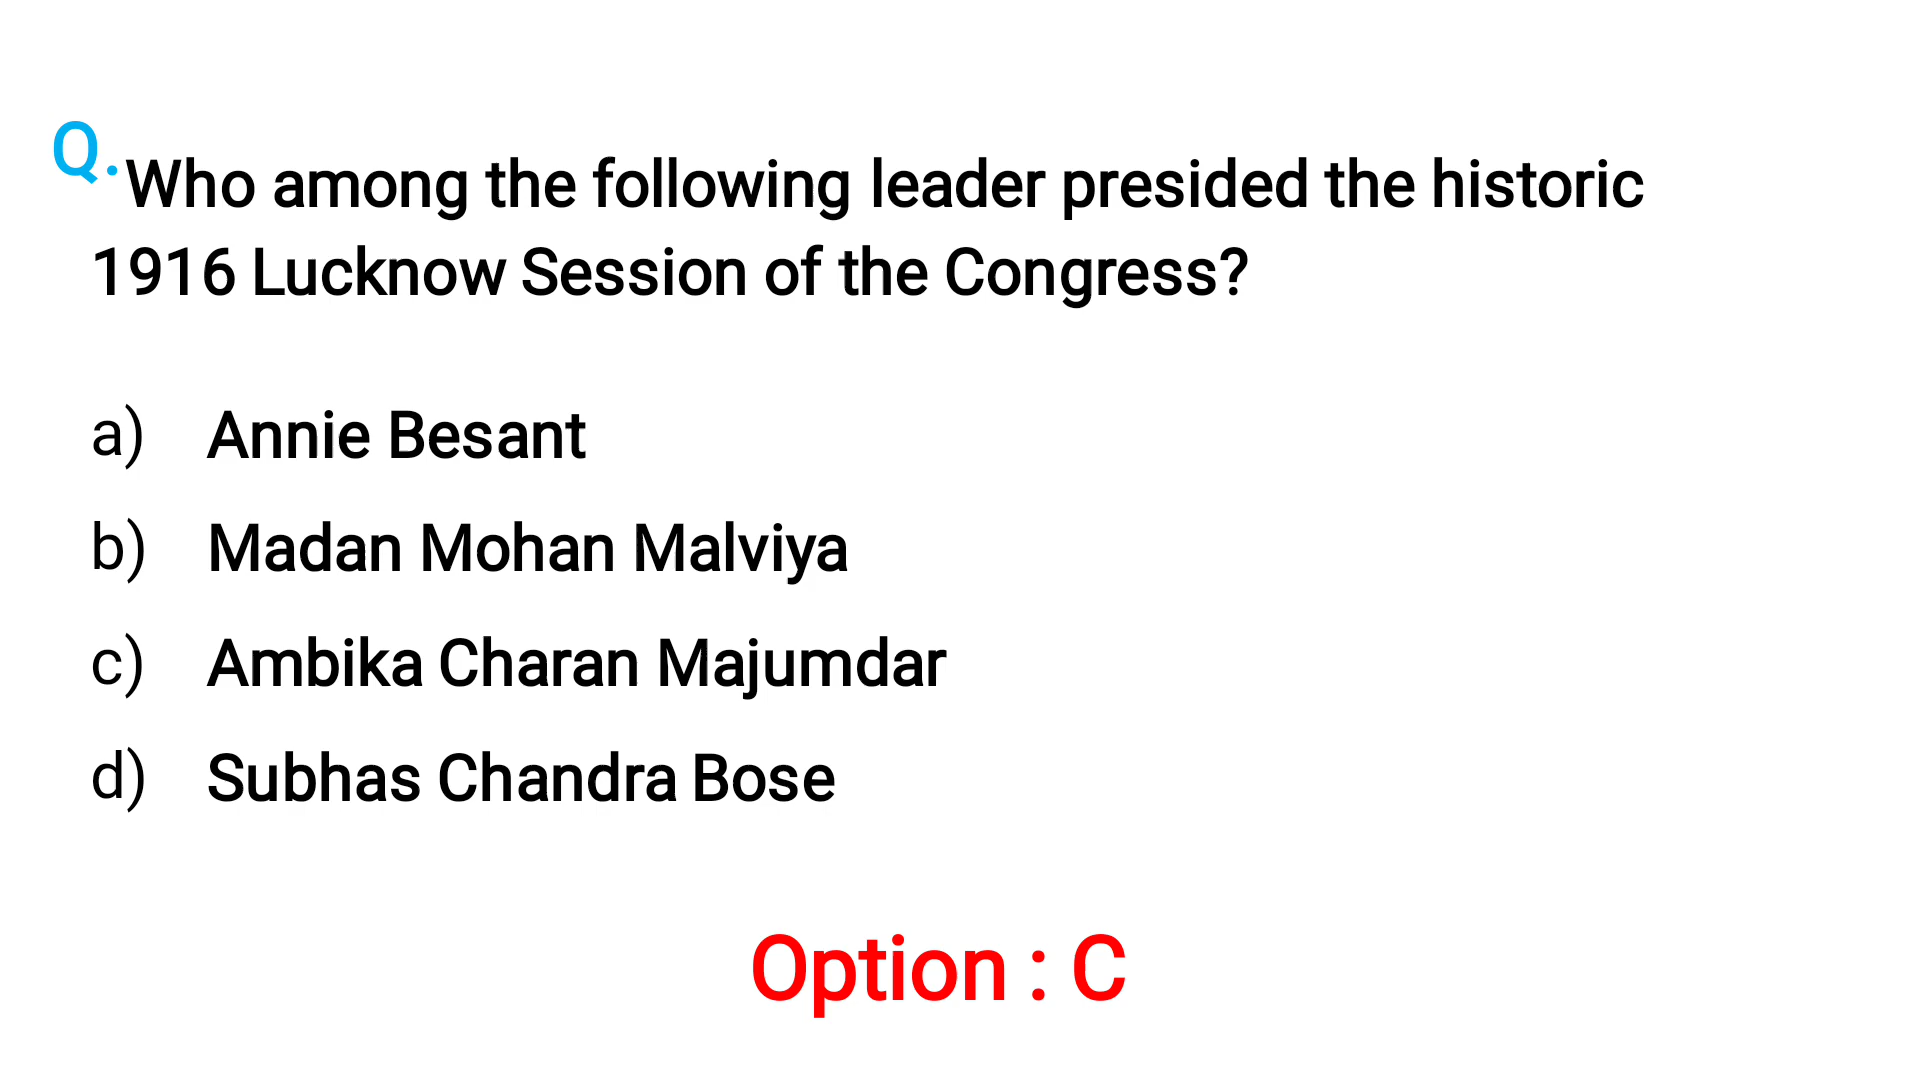 Q. Who among the following leader presided the historic
1916 Lucknow Session of the Congress?
a) Annie Besant
b) Madan Mohan Malviya
c) Ambika Charan Majumdar
d) Subhas Chandra Bose
Option : C